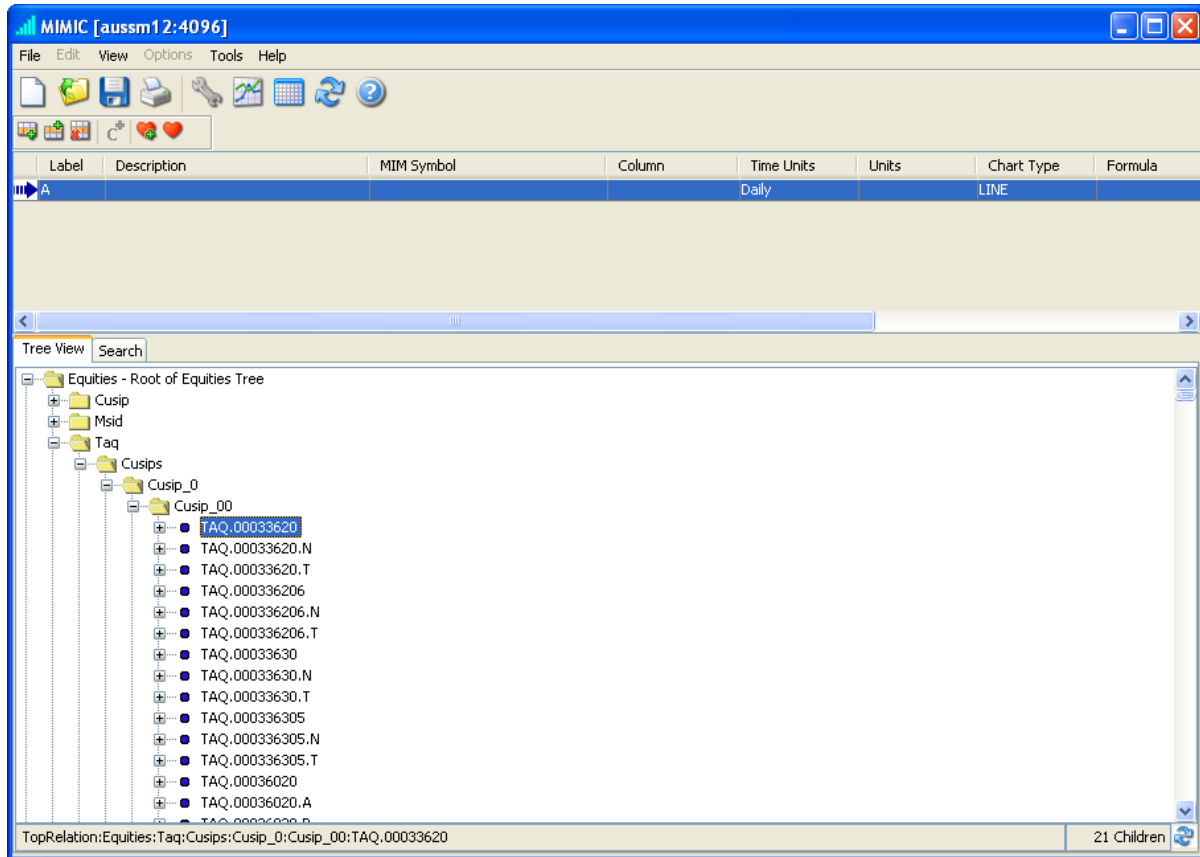 MIMIC [aussm12:4096]
File Edit View Options Tools Help
Label Description MIM Symbol Column Time Units Units Chart Type Formula
A Daily LINE
Tree View Search
Equities - Root of Equities Tree
Cusip
Msid
Taq
Cusips
Cusip_0
Cusip_00
TAQ.00033620
TAQ.00033620.N
TAQ.00033620.T
TAQ.000336206
TAQ.000336206.N
TAQ.000336206.T
TAQ.00033630
TAQ.00033630.N
TAQ.00033630.T
TAQ.000336305
TAQ.000336305.N
TAQ.000336305.T
TAQ.00036020
TAQ.00036020.A
TopRelation:Equities:Taq:Cusips:Cusip_0:Cusip_00:TAQ.00033620 21 Children